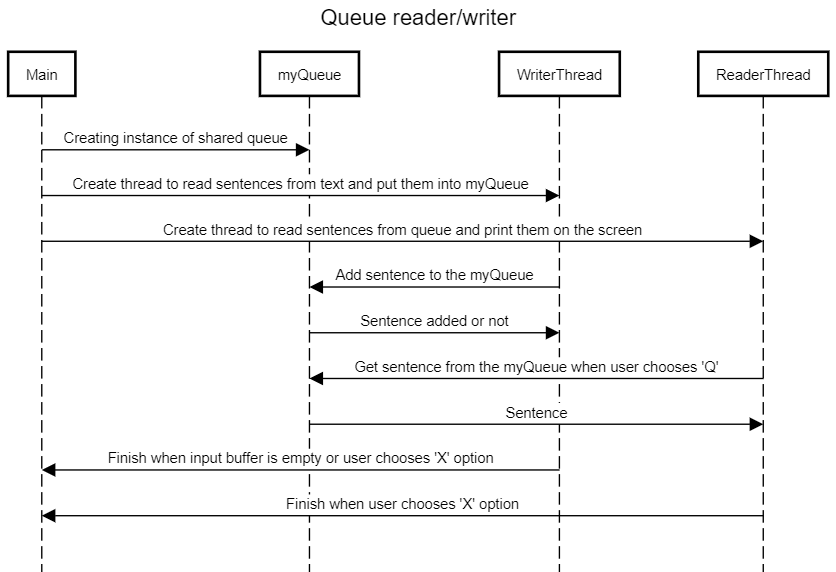 Queue reader/writer
Main
myQueue
WriterThread
ReaderThread
Creating instance of shared queue
Create thread to read sentences from text and put them into myQueue
Create thread to read sentences from queue and print them on the screen
Add sentence to the myQueue
Sentence added or not
Get sentence from the myQueue when user chooses 'Q'
Sentence
Finish when input buffer is empty or user chooses 'X' option
Finish when user chooses 'X' option